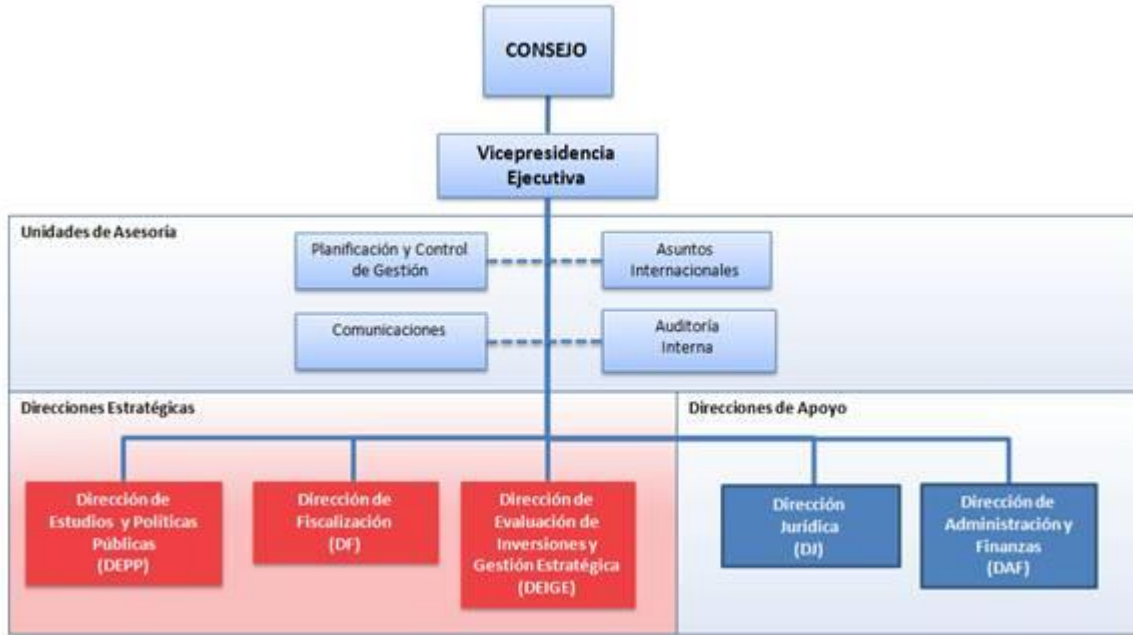 CONSEJO
Vicepresidencia
Ejecutiva
Unidades de Asesoría
Planificación y Control
de Gestión
Asuntos
Internacionales
Comunicaciones
Auditoría
Interna
Direcciones Estratégicas
Direcciones de Apoyo
Dirección de
Estudios y Políticas
Públicas
(DEPP)
Dirección de
Fiscalización
(DF)
Dirección de
Evaluación de
Inversiones y
Gestión Estratégica
(DEIGE)
Dirección
Jurídica
(DJ)
Dirección de
Administración y
Finanzas
(DAF)